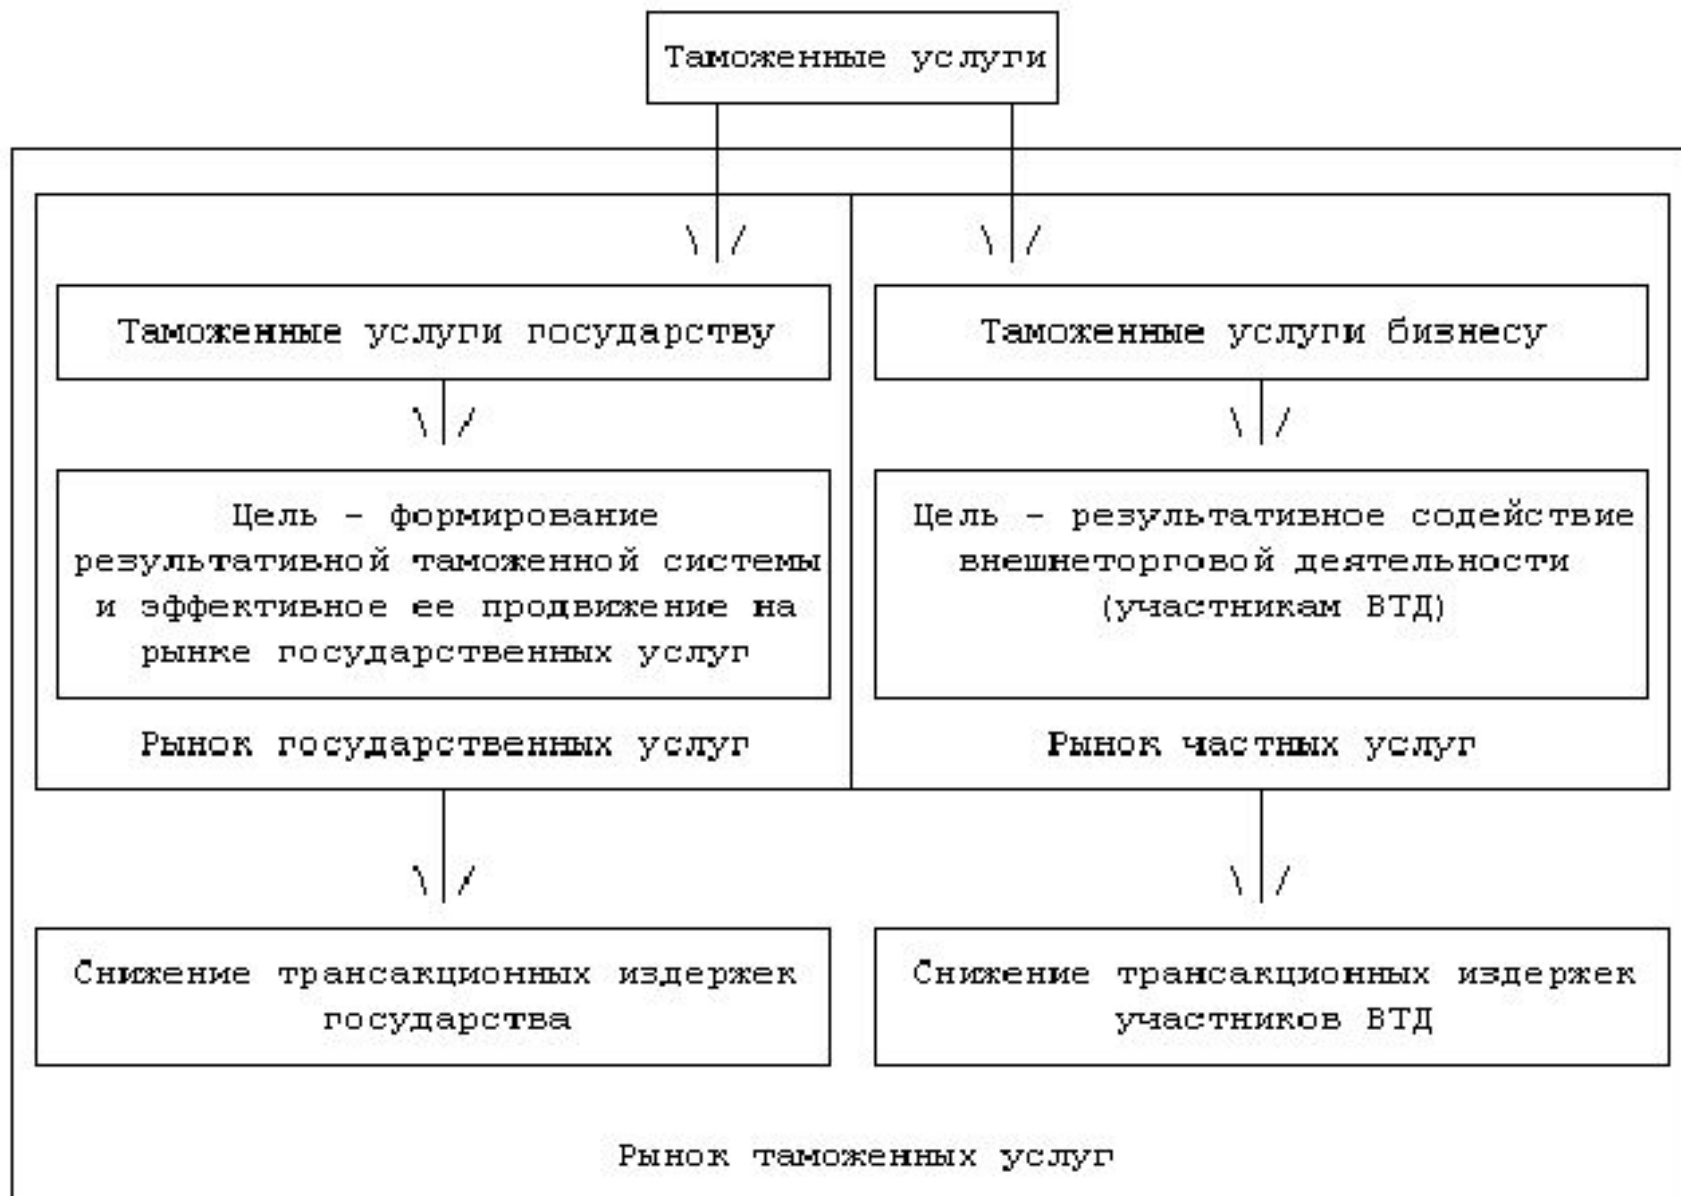 Таможенные услуги
Таможенные услуги государству
Таможенные услуги бизнесу
Цель - формирование
результативной таможенной системы
и эффективное ее продвижение на
рынке государственных услуг
Цель - результативное содействие
внешнеторговой деятельности
(участникам ВТД)
Рынок государственных услуг
Рынок частных услуг
Снижение трансакционных издержек
государства
Снижение трансакционных издержек
участников ВТД
Рынок таможенных услуг